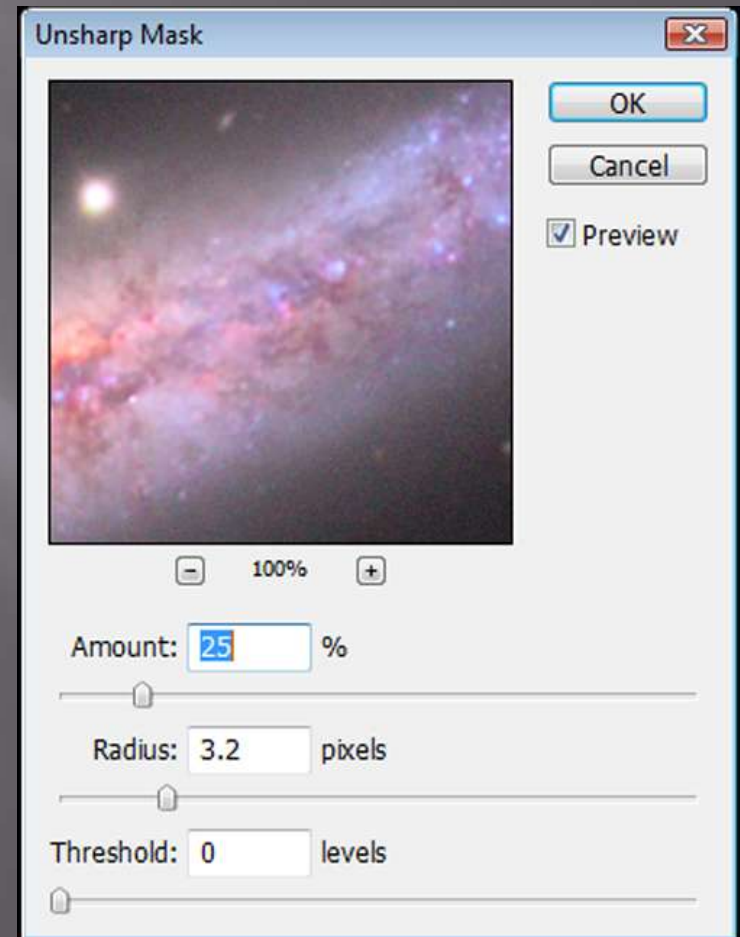 Unsharp Mask
OK
Cancel
Preview
- 100% +
Amount: 25 %
Radius: 3.2 pixels
Threshold: 0 levels